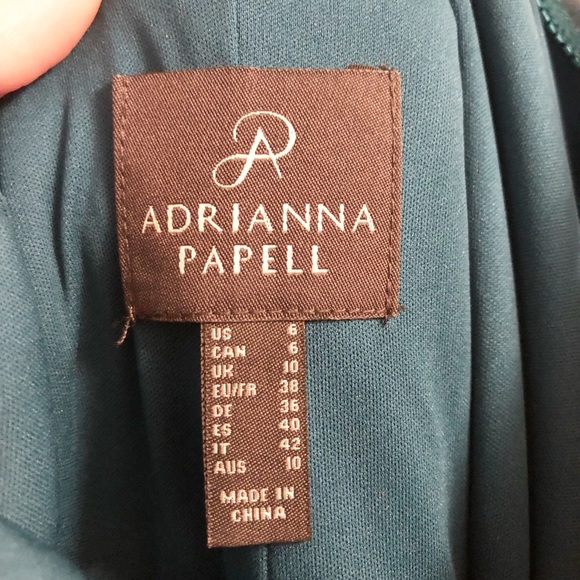 AP
ADRIANNA
PAPELL
US 6
CAN 6
UK 10
EU/FR 38
DE 36
ES 40
IT 42
AUS 10
MADE IN
CHINA